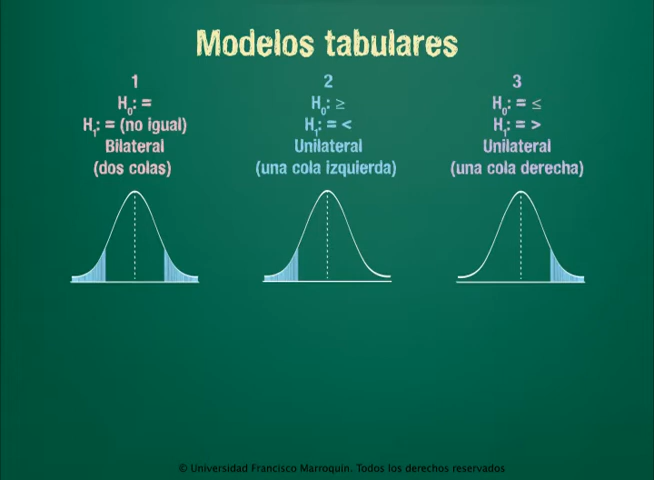 Modelos tabulares
1
H₀: =
H₁: = (no igual)
Bilateral
(dos colas)
2
H₀: ≥
H₁: = <
Unilateral
(una cola izquierda)
3
H₀: = ≤
H₁: = >
Unilateral
(una cola derecha)
© Universidad Francisco Marroquín. Todos los derechos reservados